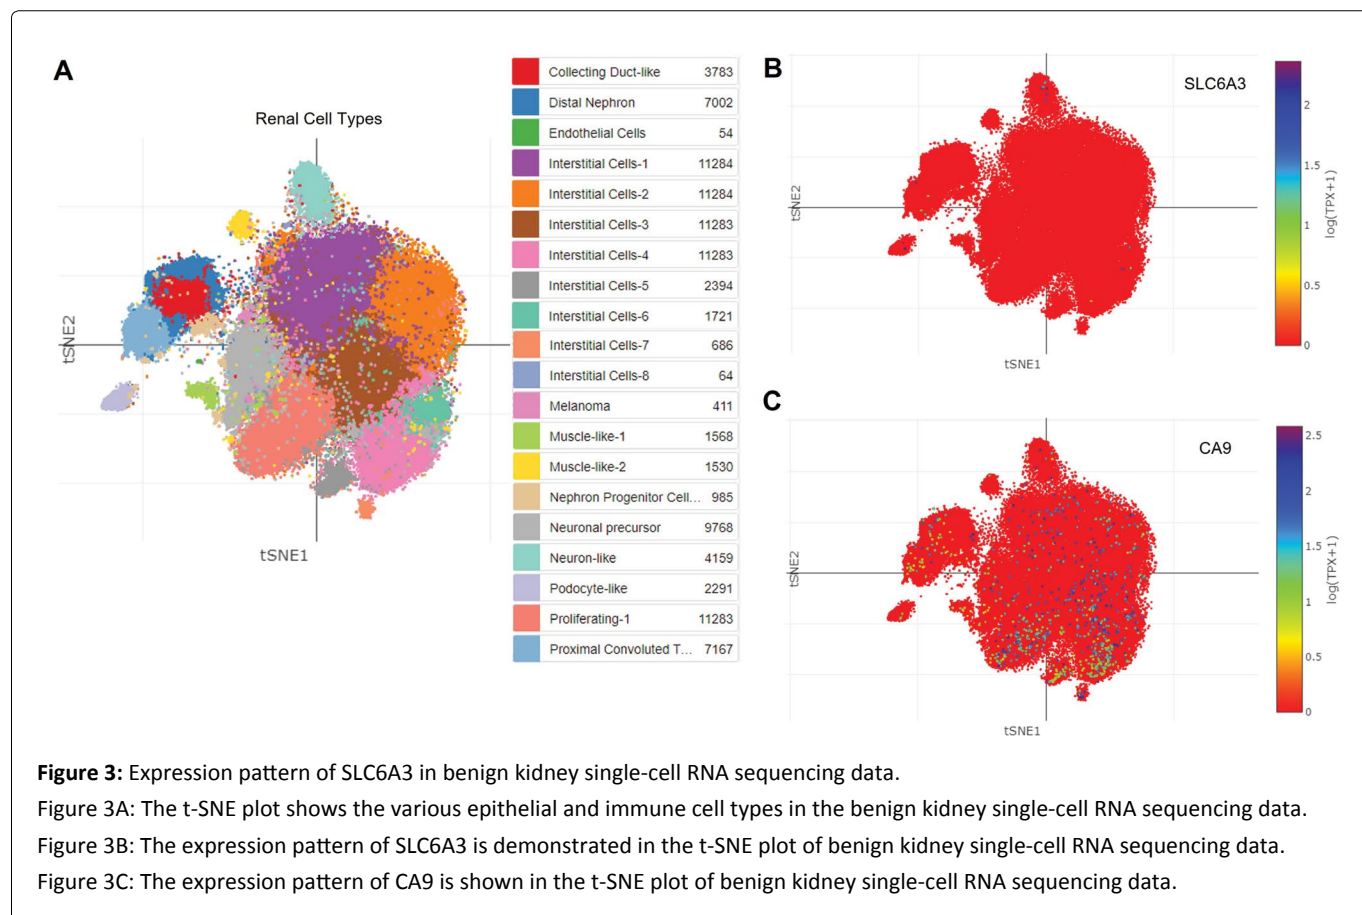 A
Renal Cell Types
tSNE2
tSNE1
Collecting Duct-like 3783
Distal Nephron 7002
Endothelial Cells 54
Interstitial Cells-1 11284
Interstitial Cells-2 11284
Interstitial Cells-3 11283
Interstitial Cells-4 11283
Interstitial Cells-5 2394
Interstitial Cells-6 1721
Interstitial Cells-7 686
Interstitial Cells-8 64
Melanoma 411
Muscle-like-1 1568
Muscle-like-2 1530
Nephron Progenitor Cell... 985
Neuronal precursor 9768
Neuron-like 4159
Podocyte-like 2291
Proliferating-1 11283
Proximal Convoluted T... 7167
B
SLC6A3
tSNE2
tSNE1
2
1.5
1
0.5
0
log(TPX+1)
C
CA9
tSNE2
tSNE1
2.5
2
1.5
1
0.5
0
log(TPX+1)
Figure 3: Expression pattern of SLC6A3 in benign kidney single-cell RNA sequencing data.
Figure 3A: The t-SNE plot shows the various epithelial and immune cell types in the benign kidney single-cell RNA sequencing data.
Figure 3B: The expression pattern of SLC6A3 is demonstrated in the t-SNE plot of benign kidney single-cell RNA sequencing data.
Figure 3C: The expression pattern of CA9 is shown in the t-SNE plot of benign kidney single-cell RNA sequencing data.